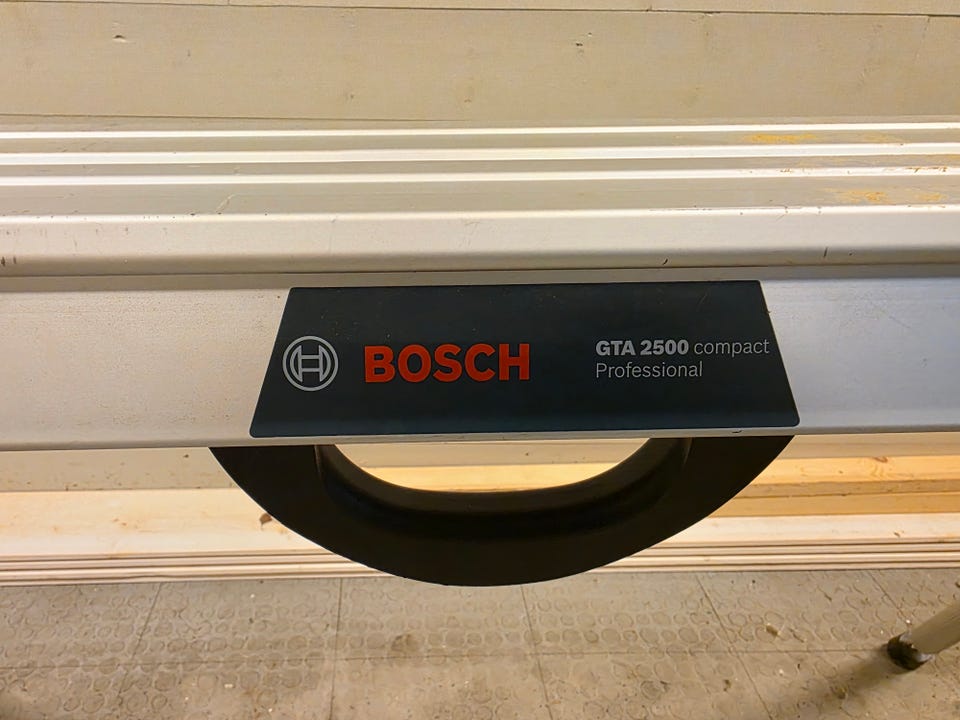 BOSCH
GTA 2500 compact
Professional